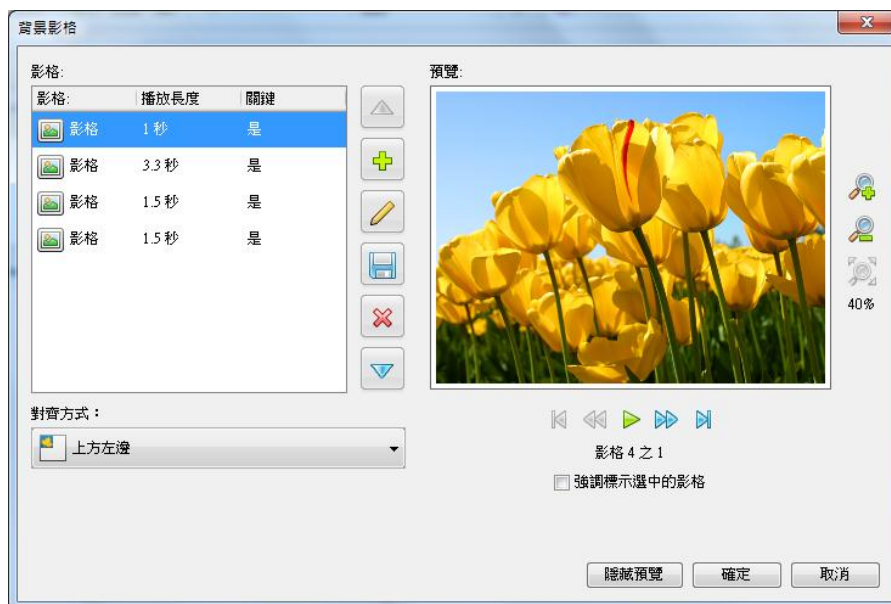 背景影格
影格:
預覽:
影格: 播放長度 關鍵
影格 1 秒 是
影格 3.3 秒 是
影格 1.5 秒 是
影格 1.5 秒 是
40%
對齊方式：
上方左邊
影格 4 之 1
強調標示選中的影格
隱藏預覽 確定 取消